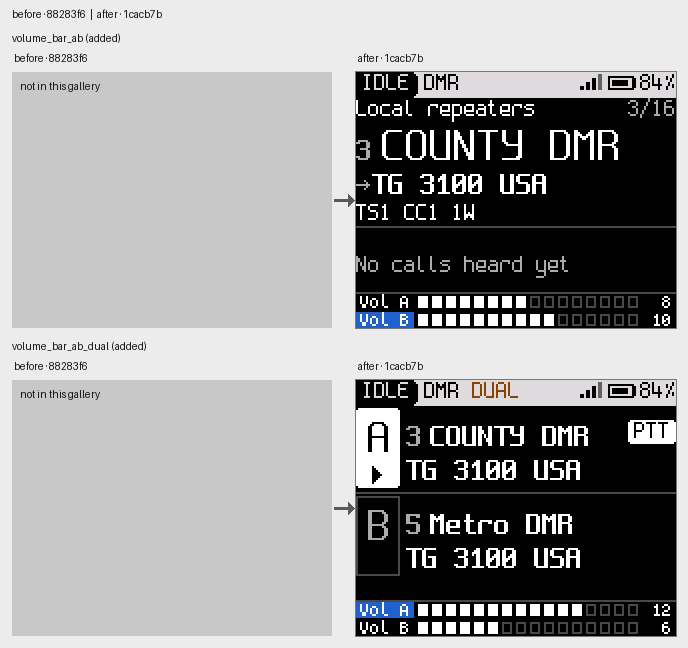 before · 88283f6 | after · 1cacb7b
volume_bar_ab (added)
before · 88283f6
after · 1cacb7b
not in this gallery
IDLE DMR 84%
Local repeaters 3/16
3 COUNTY DMR
→TG 3100 USA
TS1 CC1 1W
No calls heard yet
Vol A 8
Vol B 10
volume_bar_ab_dual (added)
before · 88283f6
after · 1cacb7b
not in this gallery
IDLE DMR DUAL 84%
A 3 COUNTY DMR PTT
TG 3100 USA
B 5 Metro DMR
TG 3100 USA
Vol A 12
Vol B 6